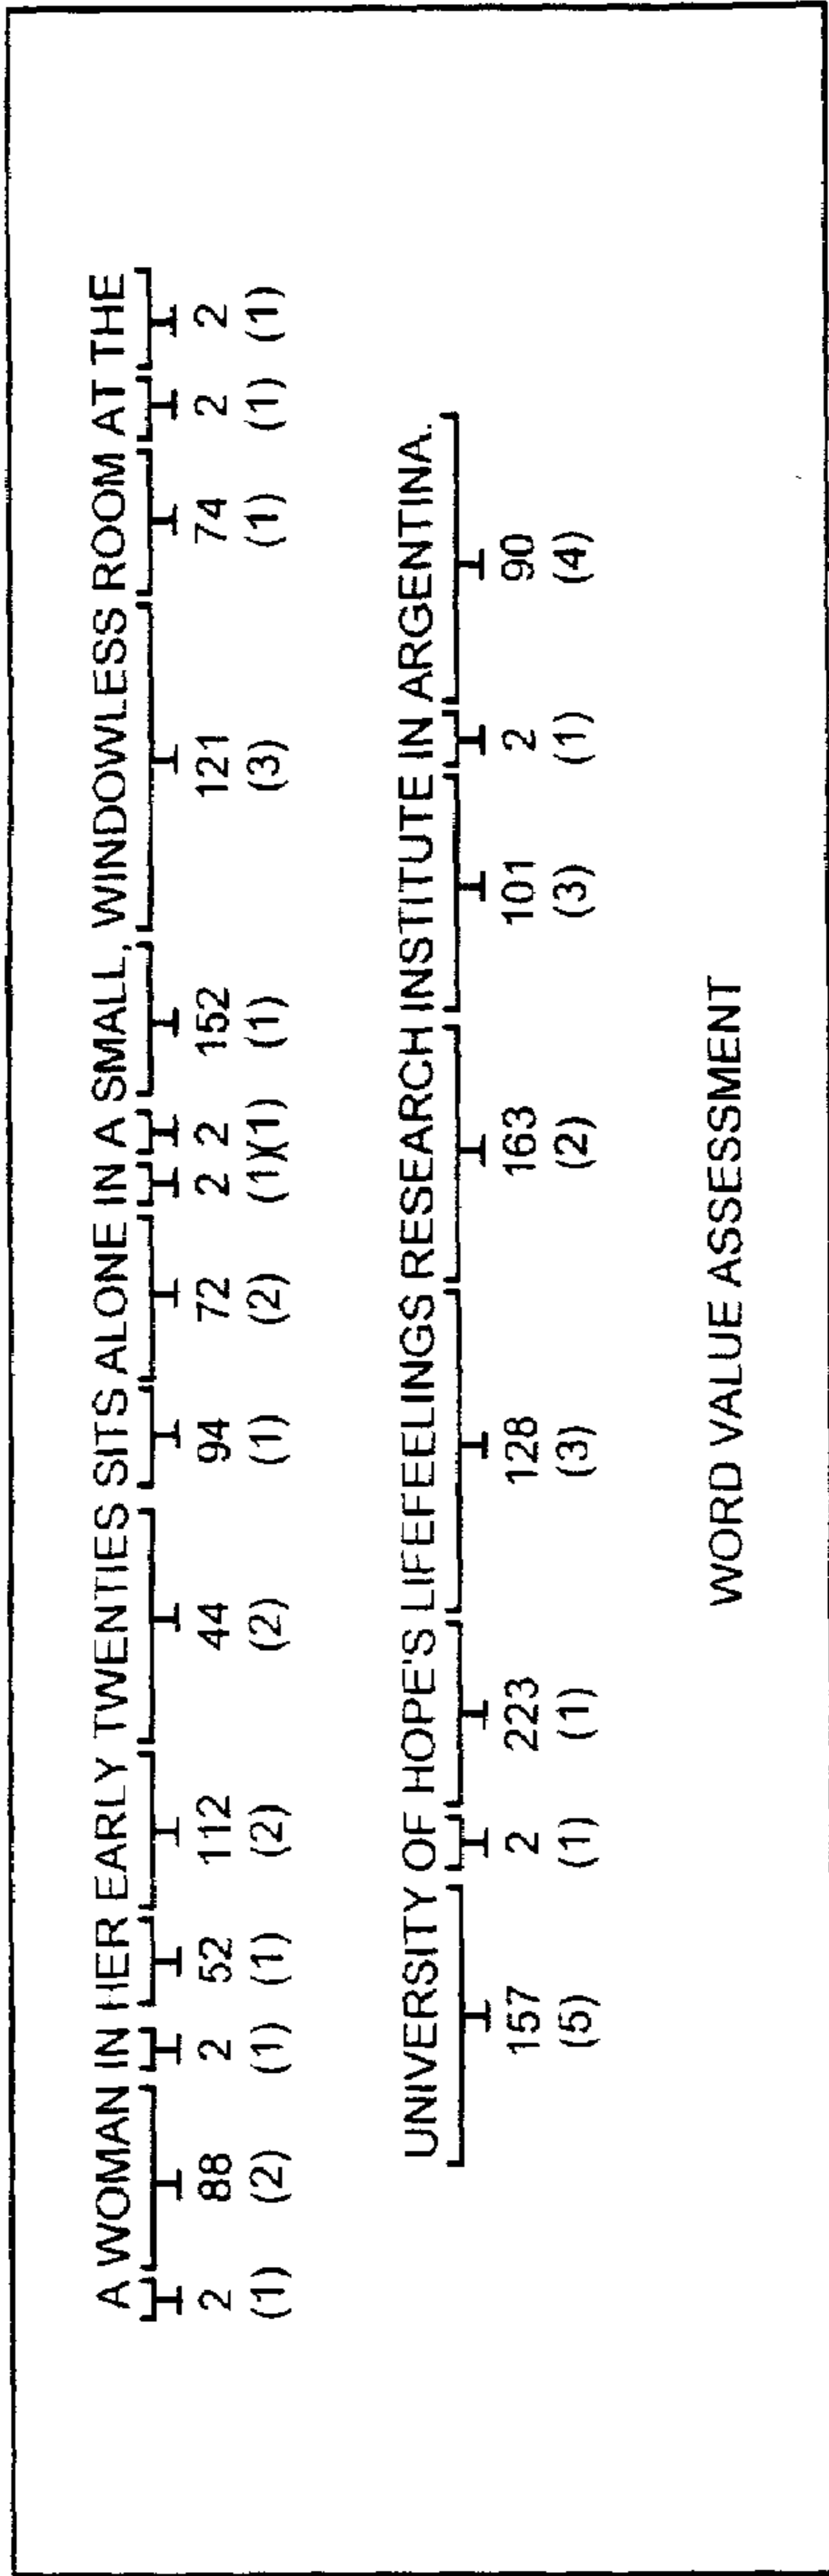 A WOMAN IN HER EARLY TWENTIES SITS ALONE IN A SMALL, WINDOWLESS ROOM AT THE
2 88 2 52 112 44 94 72 2 2 152 121 74 2 2
(1) (2) (1) (1) (2) (2) (1) (2) (1)(1) (1) (3) (1) (1) (1)
UNIVERSITY OF HOPE'S LIFEFEELINGS RESEARCH INSTITUTE IN ARGENTINA.
157 2 223 128 163 101 2 90
(5) (1) (1) (3) (2) (3) (1) (4)
WORD VALUE ASSESSMENT